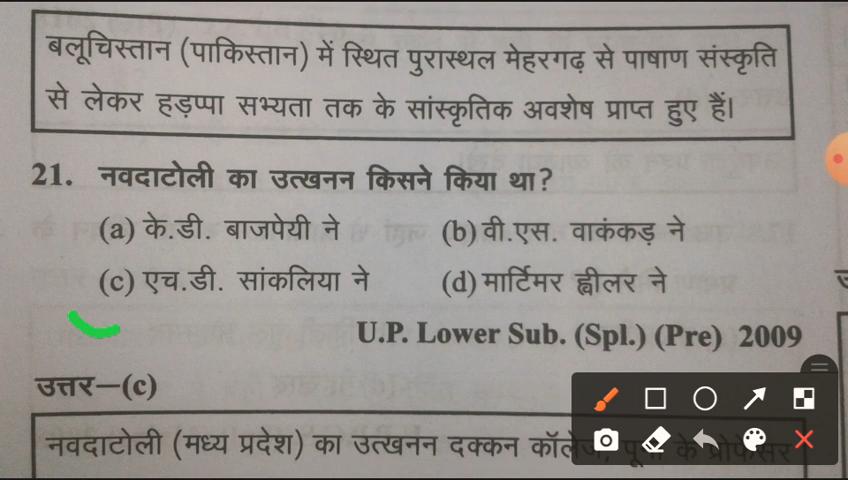 बलूचिस्तान (पाकिस्तान) में स्थित पुरास्थल मेहरगढ़ से पाषाण संस्कृति
से लेकर हड़प्पा सभ्यता तक के सांस्कृतिक अवशेष प्राप्त हुए हैं।
21. नवदाटोली का उत्खनन किसने किया था?
(a) के.डी. बाजपेयी ने (b) वी.एस. वाकंकड़ ने
(c) एच.डी. सांकलिया ने (d) मार्टिमर ह्वीलर ने
U.P. Lower Sub. (Spl.) (Pre) 2009
उत्तर–(c)
नवदाटोली (मध्य प्रदेश) का उत्खनन दक्कन कॉलेज, पूना के प्रोफेसर